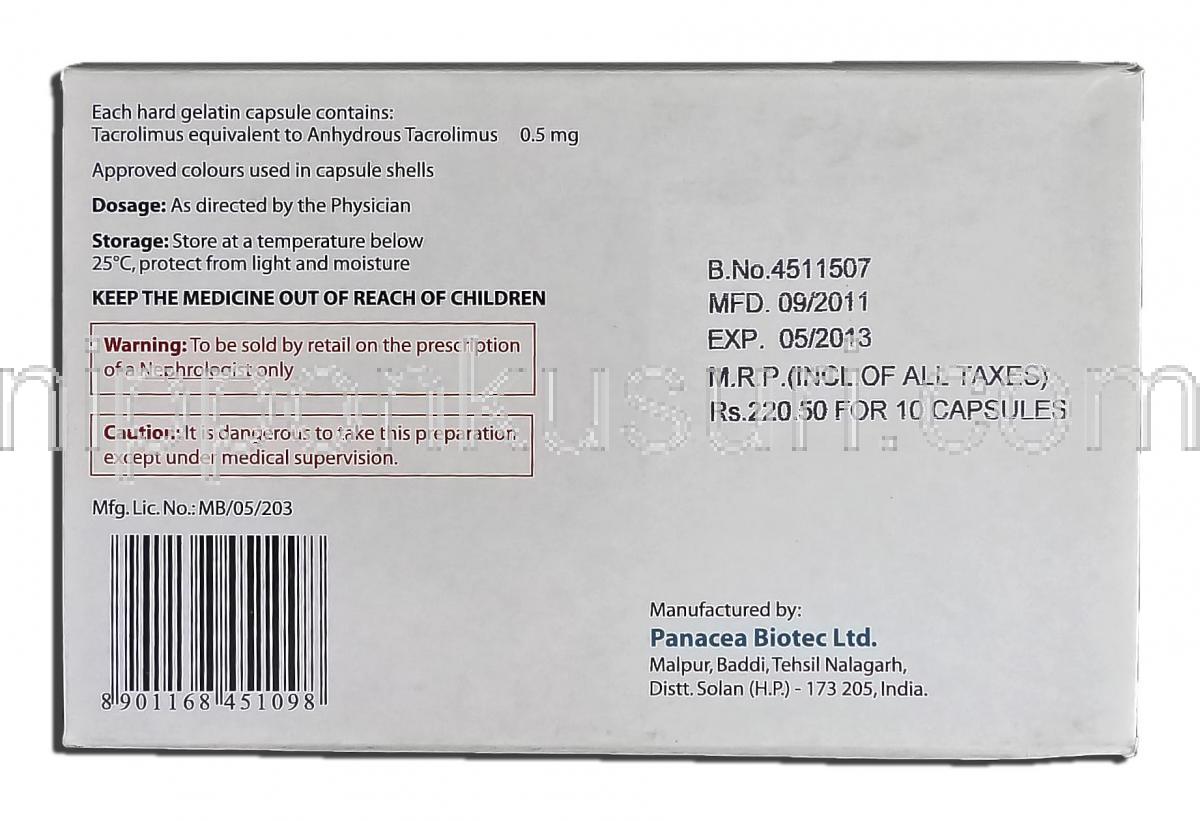 Each hard gelatin capsule contains:
Tacrolimus equivalent to Anhydrous Tacrolimus 0.5 mg
Approved colours used in capsule shells
Dosage: As directed by the Physician
Storage: Store at a temperature below
25°C, protect from light and moisture
KEEP THE MEDICINE OUT OF REACH OF CHILDREN
Warning: To be sold by retail on the prescription
of a Nephrologist only
Caution: It is dangerous to take this preparation
except under medical supervision.
Mfg. Lic. No.: MB/05/203
8 901168 451098
B.No.4511507
MFD. 09/2011
EXP. 05/2013
M.R.P.(INCL.OF ALL TAXES)
Rs.220.50 FOR 10 CAPSULES
Manufactured by:
Panacea Biotec Ltd.
Malpur, Baddi, Tehsil Nalagarh,
Distt. Solan (H.P.) - 173 205, India.
nipponkusuri.com